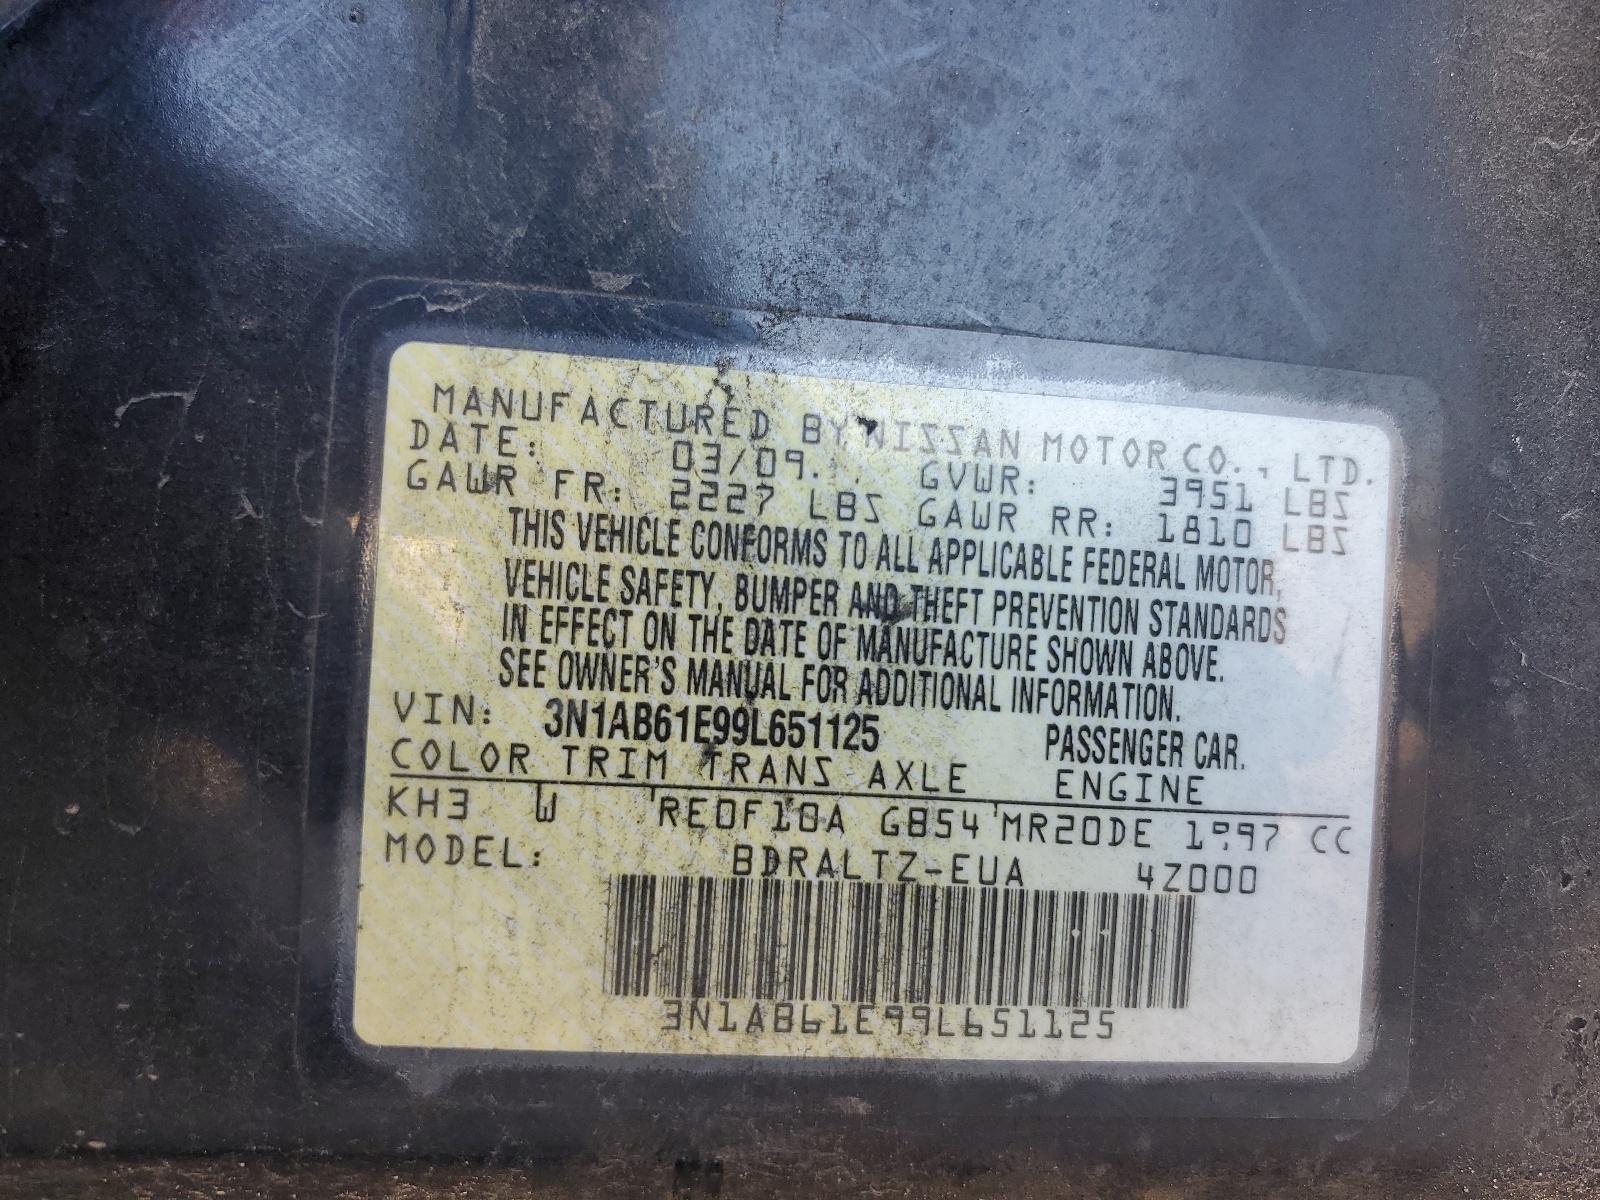 MANUFACTURED BY NISSAN MOTOR CO., LTD.
DATE: 03/09. GVWR: 3951 LBS
GAWR FR: 2227 LBS GAWR RR: 1810 LBS
THIS VEHICLE CONFORMS TO ALL APPLICABLE FEDERAL MOTOR,
VEHICLE SAFETY, BUMPER AND THEFT PREVENTION STANDARDS
IN EFFECT ON THE DATE OF MANUFACTURE SHOWN ABOVE.
SEE OWNER'S MANUAL FOR ADDITIONAL INFORMATION.
VIN: 3N1AB61E99L651125 PASSENGER CAR.
COLOR TRIM TRANS AXLE ENGINE
KH3 W RE0F10A GB54 MR20DE 1997 CC
MODEL: BDRALTZ-EUA 4Z000
3N1AB61E99L651125